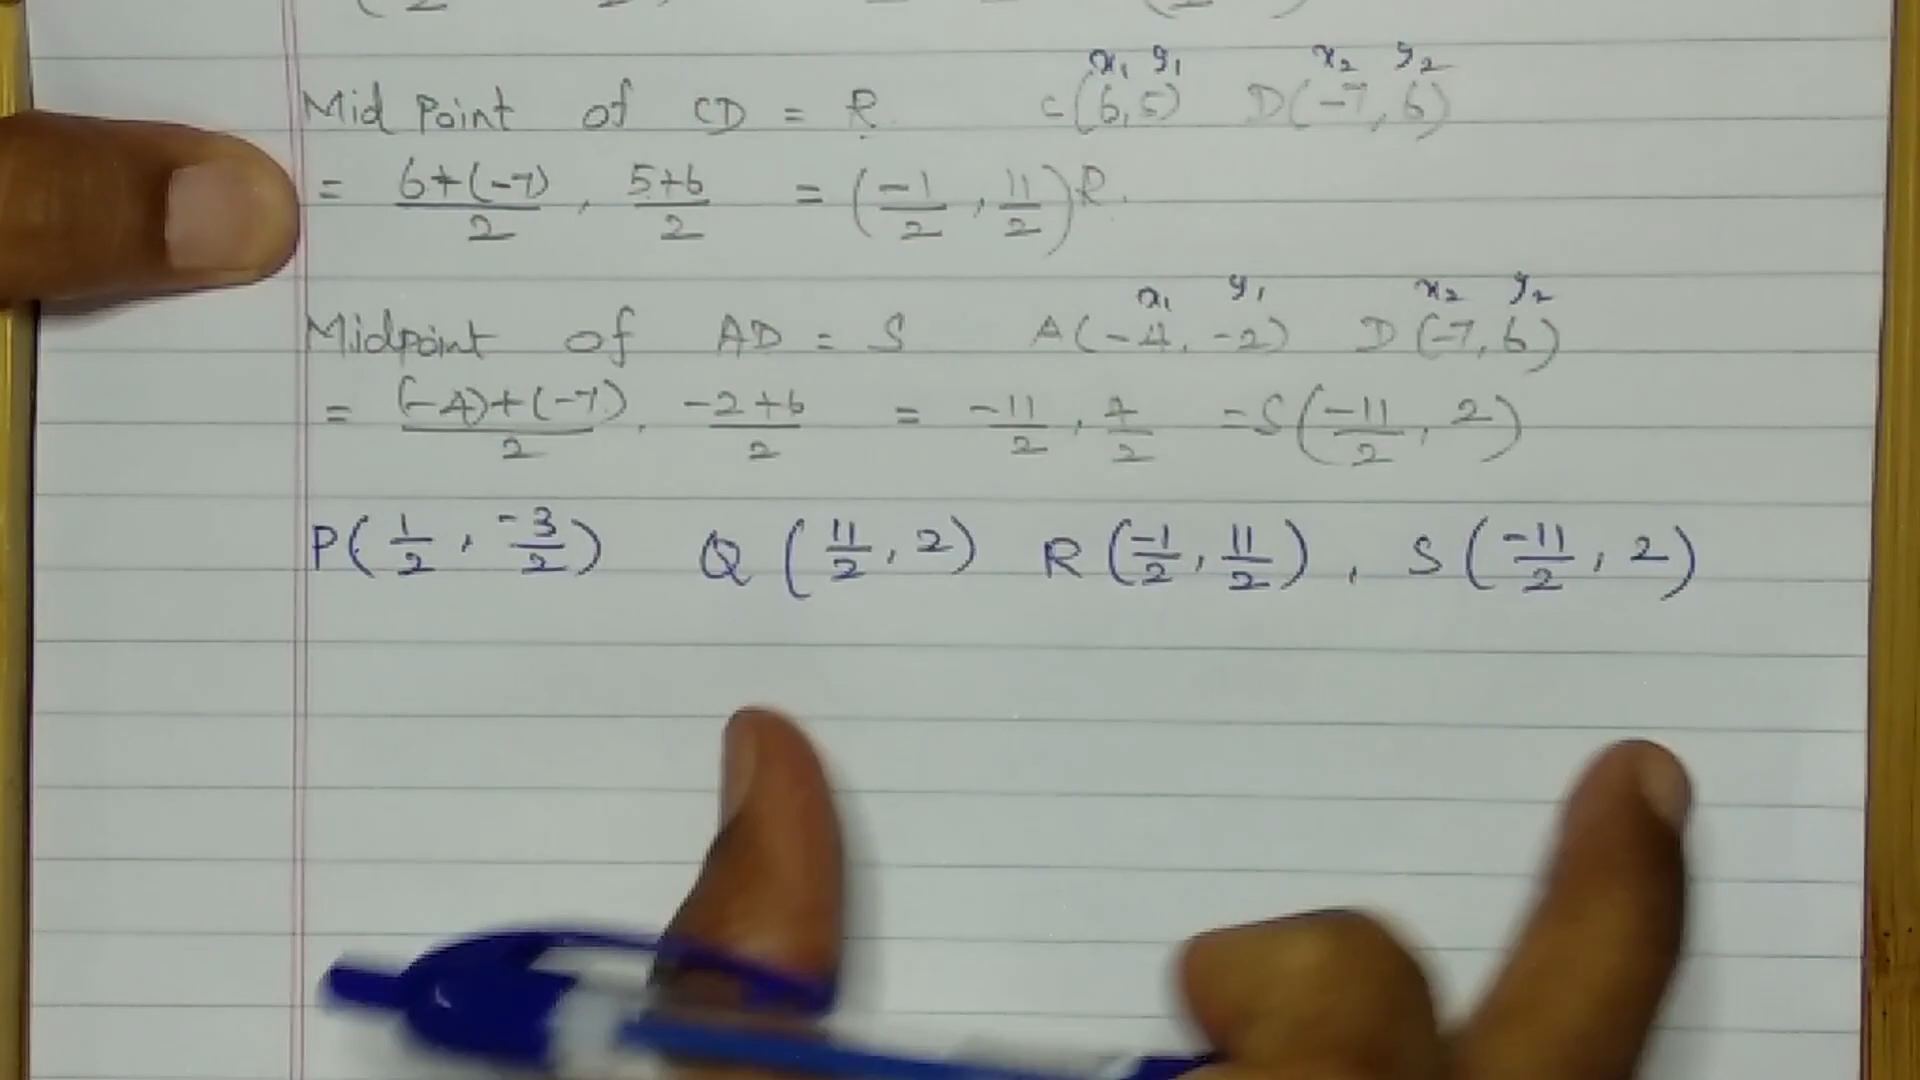 x₁ y₁ x₂ y₂
Mid Point of CD = R. C(6,5) D(-7,6)
= 6+(-7)/2 , 5+6/2 = (-1/2 , 11/2)R.
x₁ y₁ x₂ y₂
Midpoint of AD = S A(-4, -2) D(-7,6)
= (-4)+(-7)/2 , -2+6/2 = -11/2 , 4/2 = S(-11/2 , 2)
P(1/2 , -3/2) Q(11/2 , 2) R(-1/2 , 11/2) , S(-11/2 , 2)